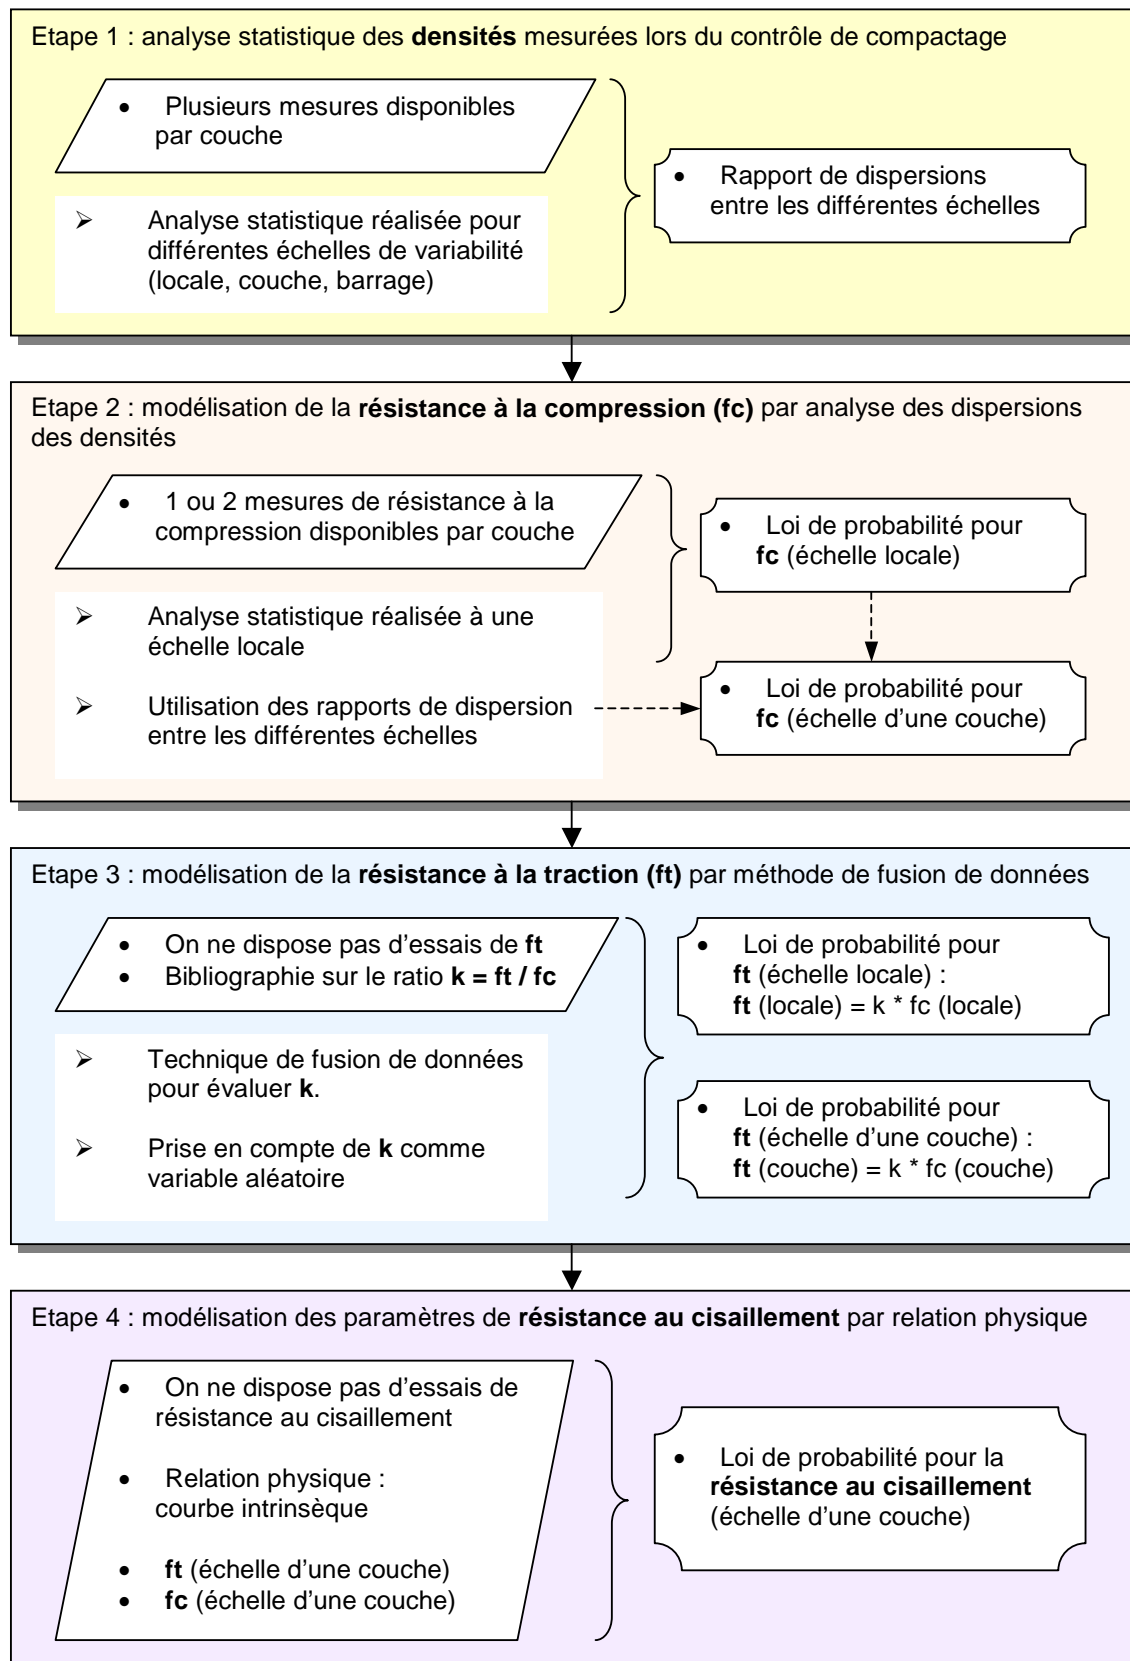 Etape 1 : analyse statistique des densités mesurées lors du contrôle de compactage
• Plusieurs mesures disponibles
par couche
➢ Analyse statistique réalisée pour
différentes échelles de variabilité
(locale, couche, barrage)
• Rapport de dispersions
entre les différentes échelles
Etape 2 : modélisation de la résistance à la compression (fc) par analyse des dispersions
des densités
• 1 ou 2 mesures de résistance à la
compression disponibles par couche
➢ Analyse statistique réalisée à une
échelle locale
➢ Utilisation des rapports de dispersion
entre les différentes échelles
• Loi de probabilité pour
fc (échelle locale)
• Loi de probabilité pour
fc (échelle d'une couche)
Etape 3 : modélisation de la résistance à la traction (ft) par méthode de fusion de données
• On ne dispose pas d'essais de ft
• Bibliographie sur le ratio k = ft / fc
➢ Technique de fusion de données
pour évaluer k.
➢ Prise en compte de k comme
variable aléatoire
• Loi de probabilité pour
ft (échelle locale) :
ft (locale) = k * fc (locale)
• Loi de probabilité pour
ft (échelle d'une couche) :
ft (couche) = k * fc (couche)
Etape 4 : modélisation des paramètres de résistance au cisaillement par relation physique
• On ne dispose pas d'essais de
résistance au cisaillement
• Relation physique :
courbe intrinsèque
• ft (échelle d'une couche)
• fc (échelle d'une couche)
• Loi de probabilité pour la
résistance au cisaillement
(échelle d'une couche)